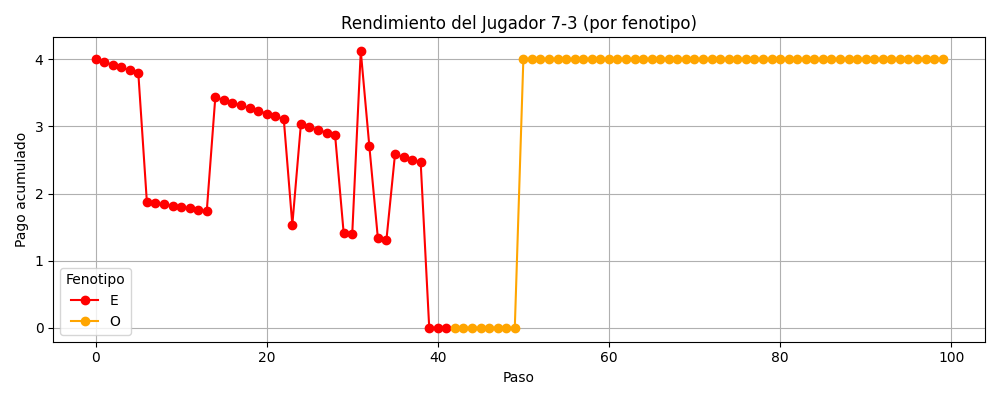 Rendimiento del Jugador 7-3 (por fenotipo)
Pago acumulado
4
3
2
1
0
Fenotipo
E
O
0 20 40 60 80 100
Paso